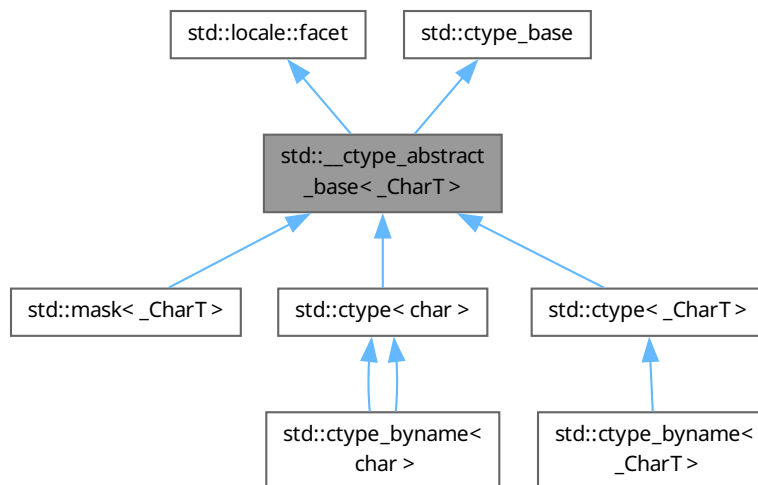 std::locale::facet
std::ctype_base
std::__ctype_abstract
_base< _CharT >
std::mask< _CharT >
std::ctype< char >
std::ctype< _CharT >
std::ctype_byname<
char >
std::ctype_byname<
_CharT >